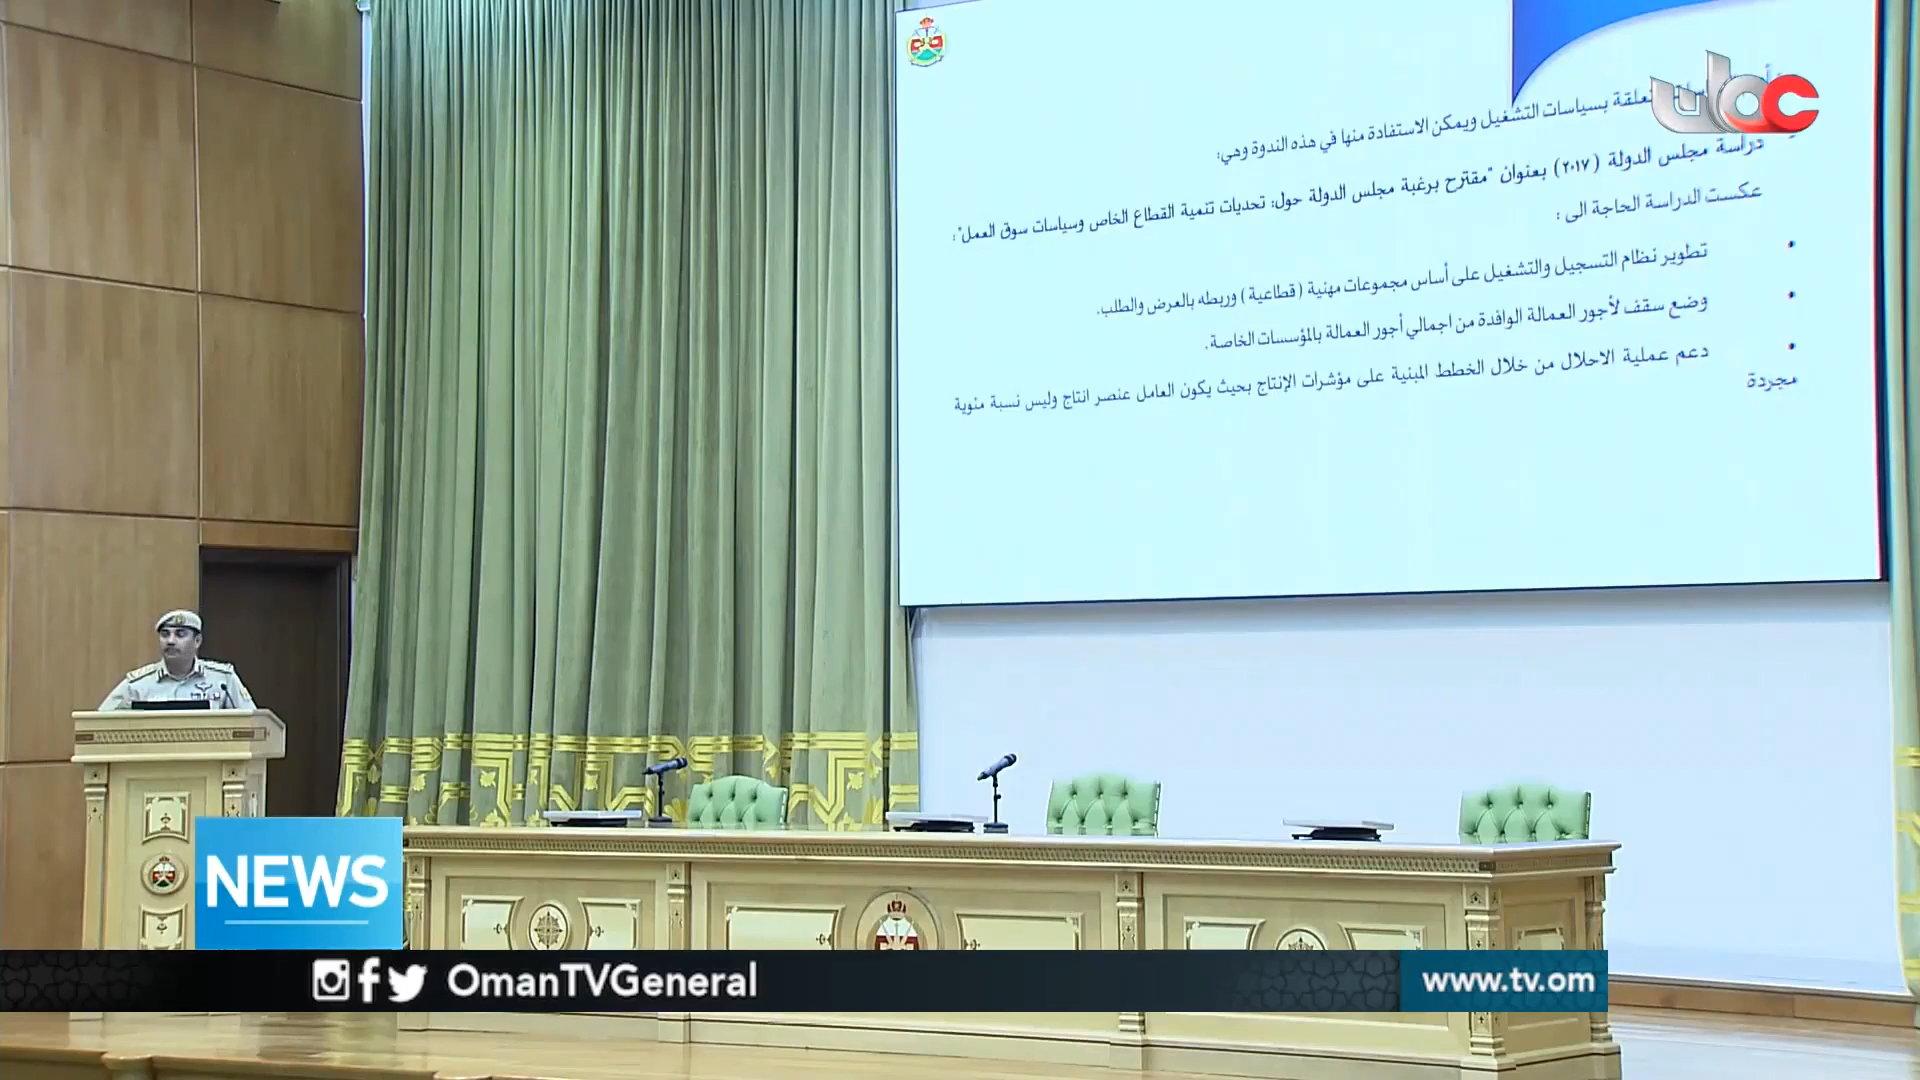 تعلقة بسياسات التشغيل ويمكن الاستفادة منها في هذه الندوة وهي:
دراسة مجلس الدولة (٢٠١٧) بعنوان "مقترح برغبة مجلس الدولة حول: تحديات تنمية القطاع الخاص وسياسات سوق العمل":
عكست الدراسة الحاجة الى :
• تطوير نظام التسجيل والتشغيل على أساس مجموعات مهنية (قطاعية) وربطه بالعرض والطلب.
• وضع سقف لأجور العمالة الوافدة من اجمالي أجور العمالة بالمؤسسات الخاصة.
• دعم عملية الاحلال من خلال الخطط المبنية على مؤشرات الإنتاج بحيث يكون العامل عنصر انتاج وليس نسبة مئوية
مجردة
NEWS
OmanTVGeneral
www.tv.om